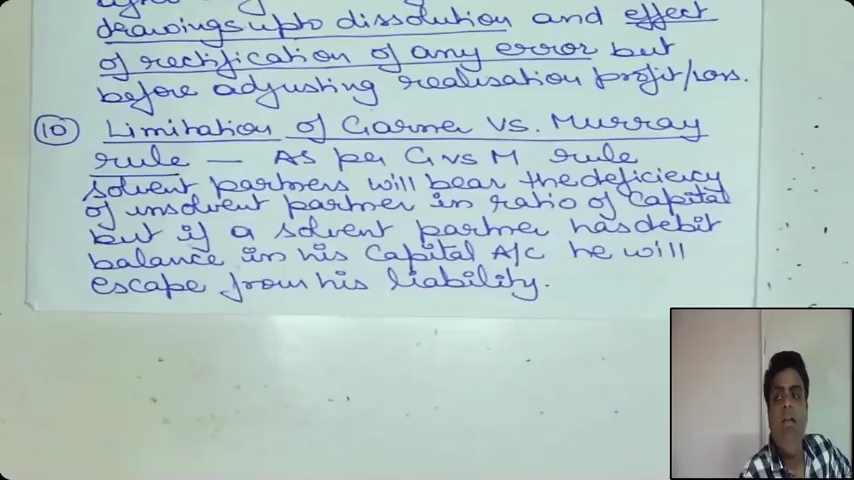 drawings upto dissolution and effect
of rectification of any error but
before adjusting realisation profit/loss.
10 Limitation of Garner VS. Murray
rule — As per G vs M rule
solvent partners will bear the deficiency
of insolvent partner in ratio of Capital
but if a solvent partner has debit
balance in his Capital A/C he will
escape from his liability.